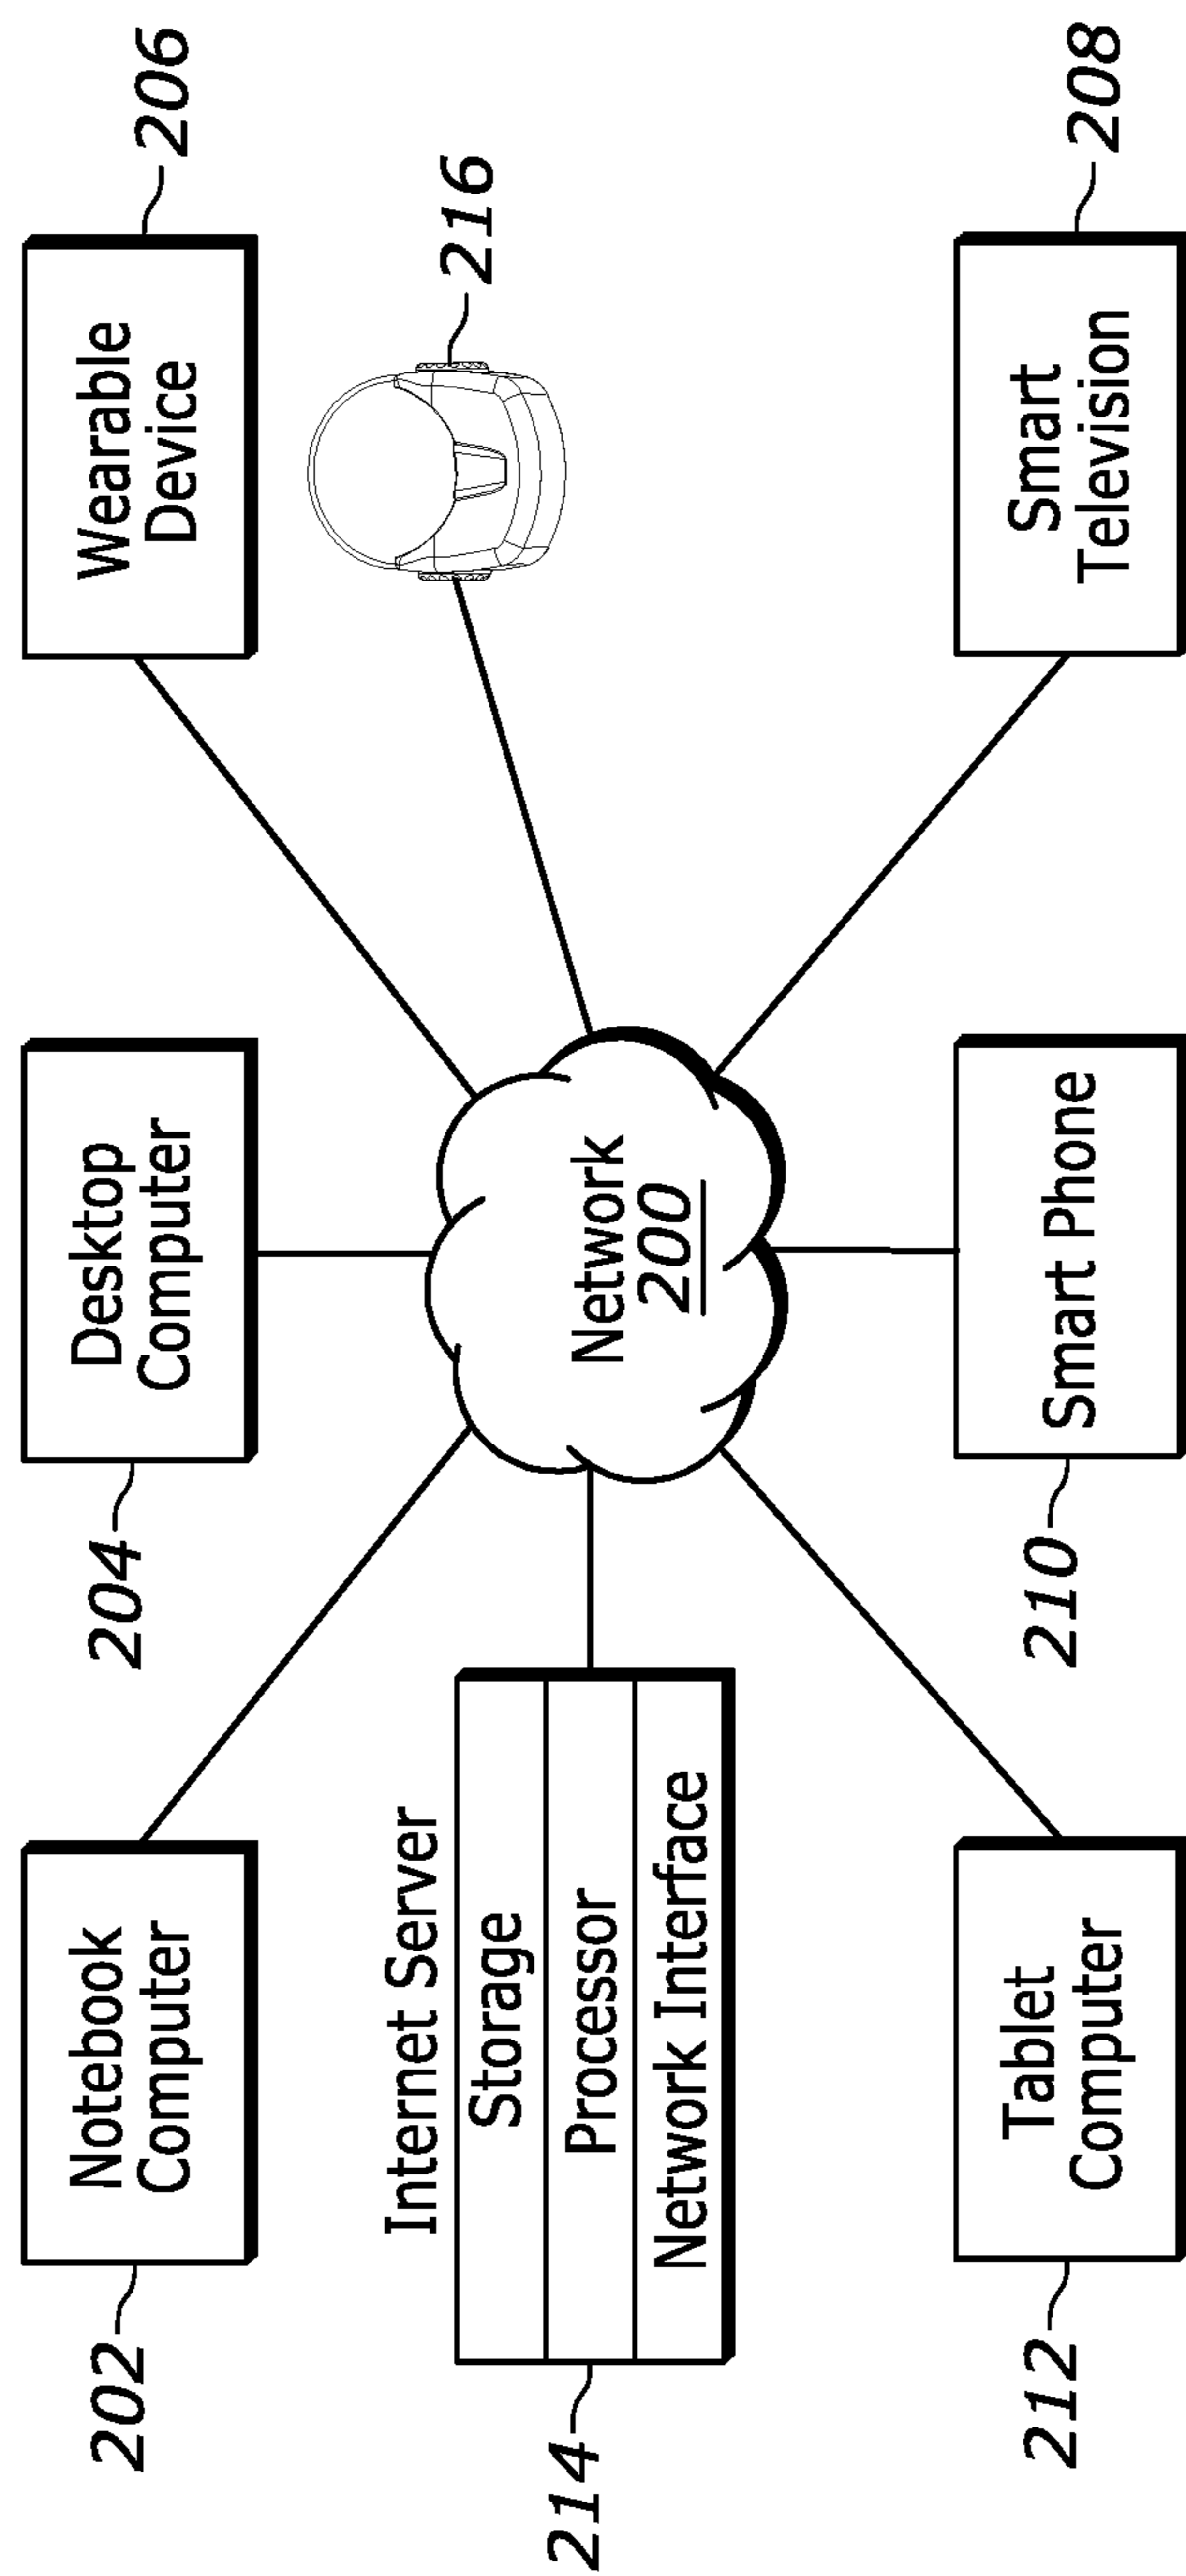 202
Notebook
Computer
204
Desktop
Computer
Wearable
Device
206
216
Internet Server
214
Storage
Processor
Network Interface
Network
200
212
Tablet
Computer
210
Smart Phone
Smart
Television
208